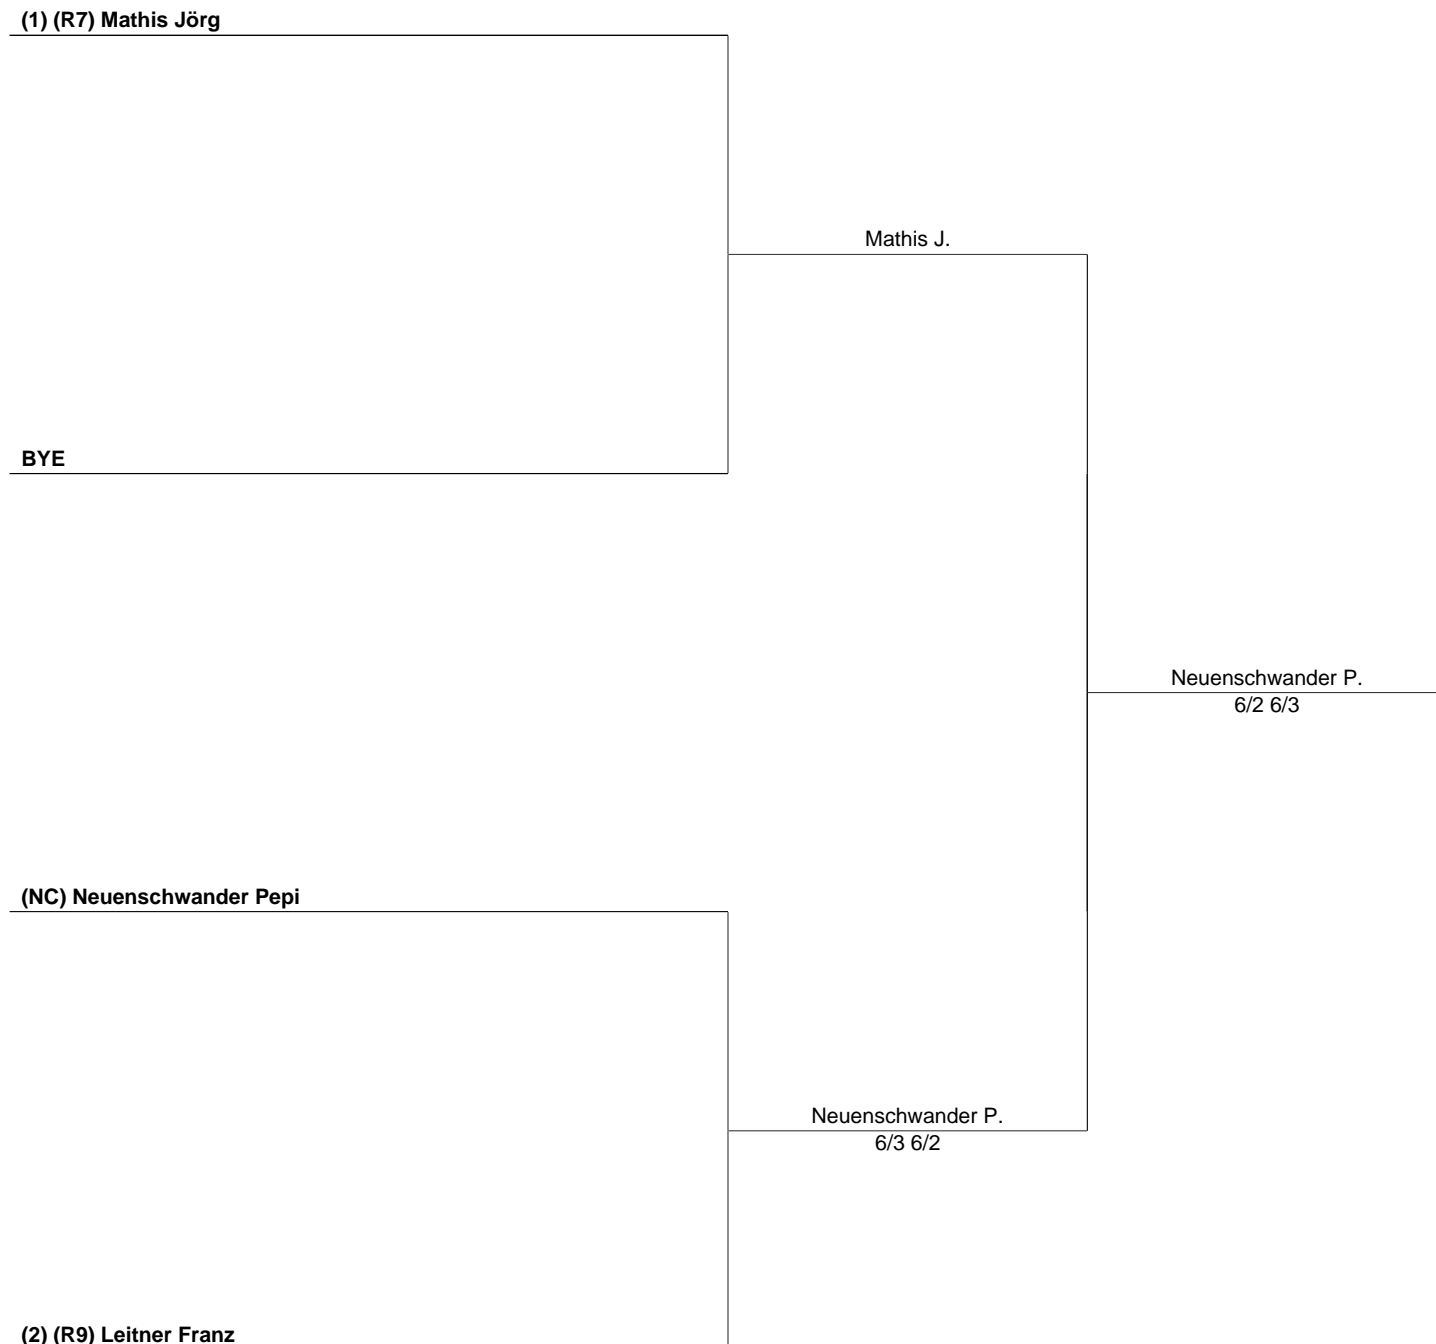 (1) (R7) Mathis Jörg
Mathis J.
BYE
Neuenschwander P.
6/2 6/3
(NC) Neuenschwander Pepi
Neuenschwander P.
6/3 6/2
(2) (R9) Leitner Franz